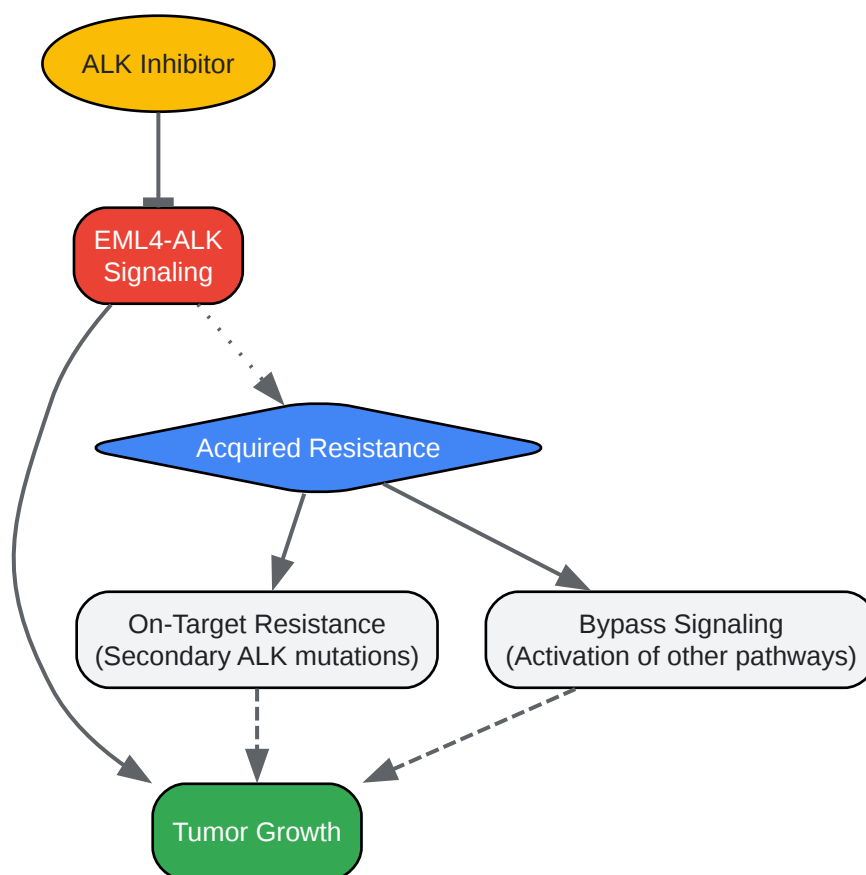 ALK Inhibitor
EML4-ALK
Signaling
Acquired Resistance
On-Target Resistance
(Secondary ALK mutations)
Bypass Signaling
(Activation of other pathways)
Tumor Growth